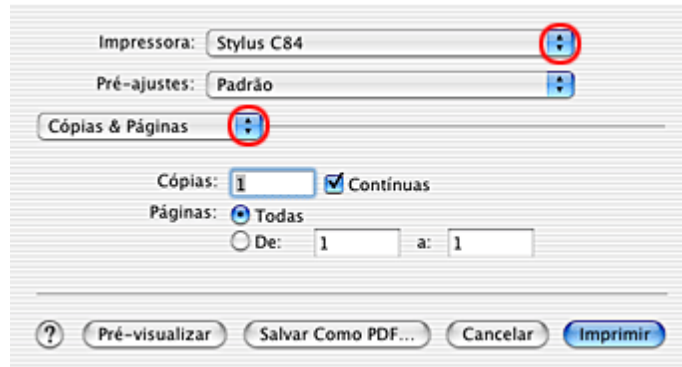 Impressora: Stylus C84
Pré-ajustes: Padrão
Cópias & Páginas
Cópias: 1 Contínuas
Páginas: Todas
De: 1 a: 1
? Pré-visualizar Salvar Como PDF... Cancelar Imprimir